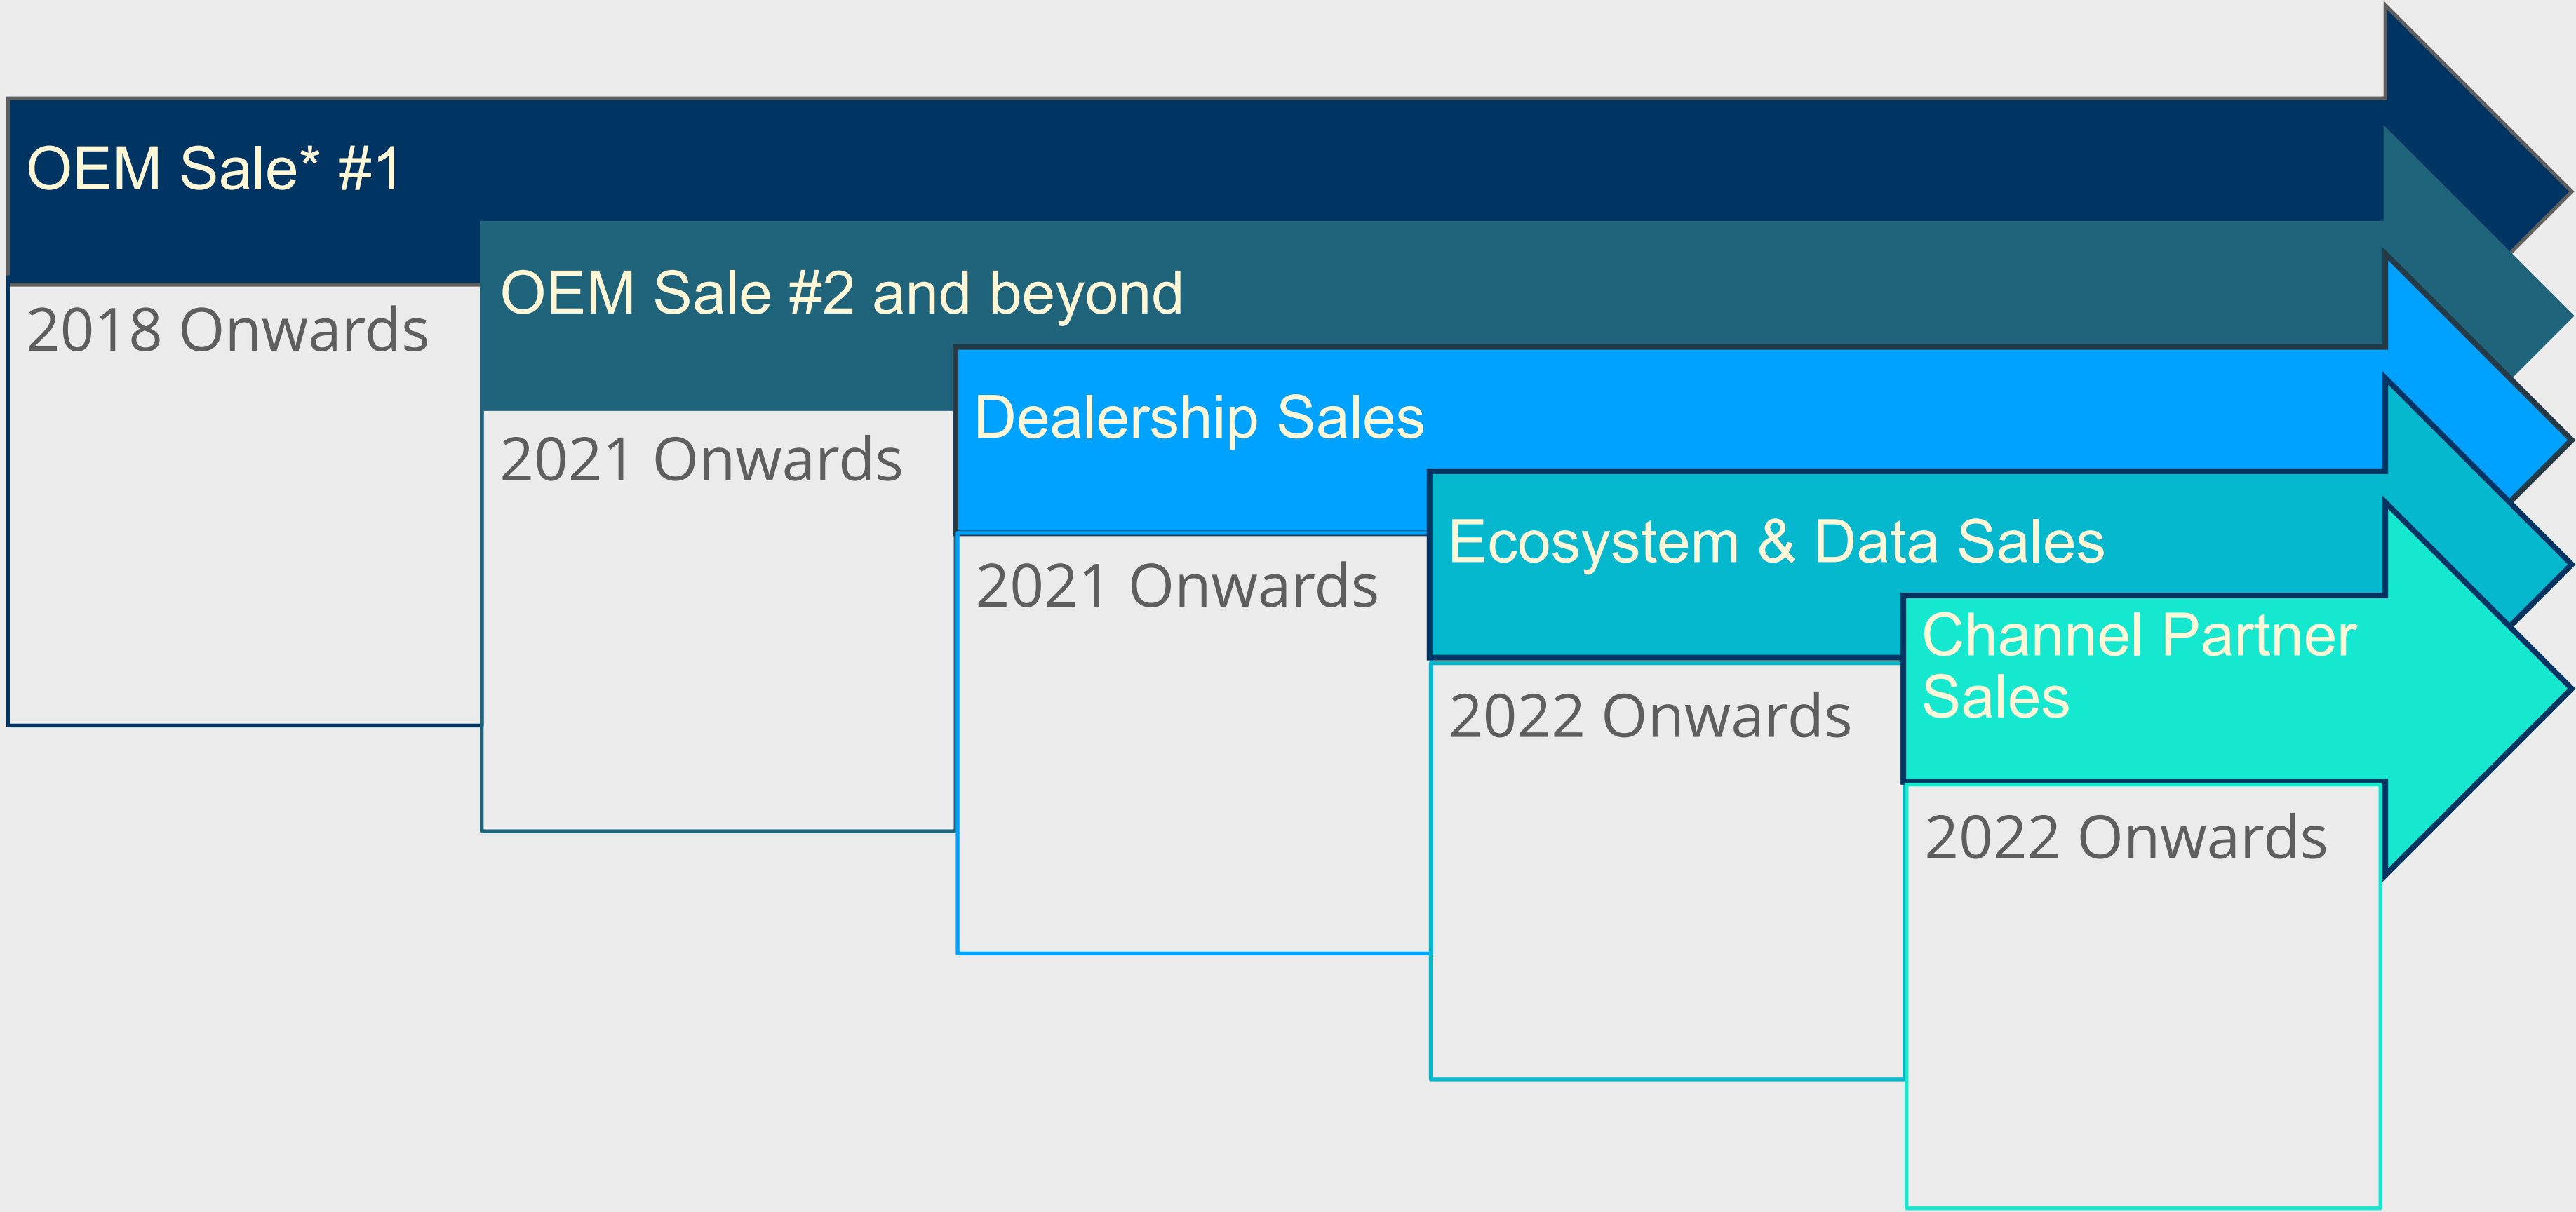 OEM Sale* #1
2018 Onwards
OEM Sale #2 and beyond
2021 Onwards
Dealership Sales
2021 Onwards
Ecosystem & Data Sales
2022 Onwards
Channel Partner
Sales
2022 Onwards